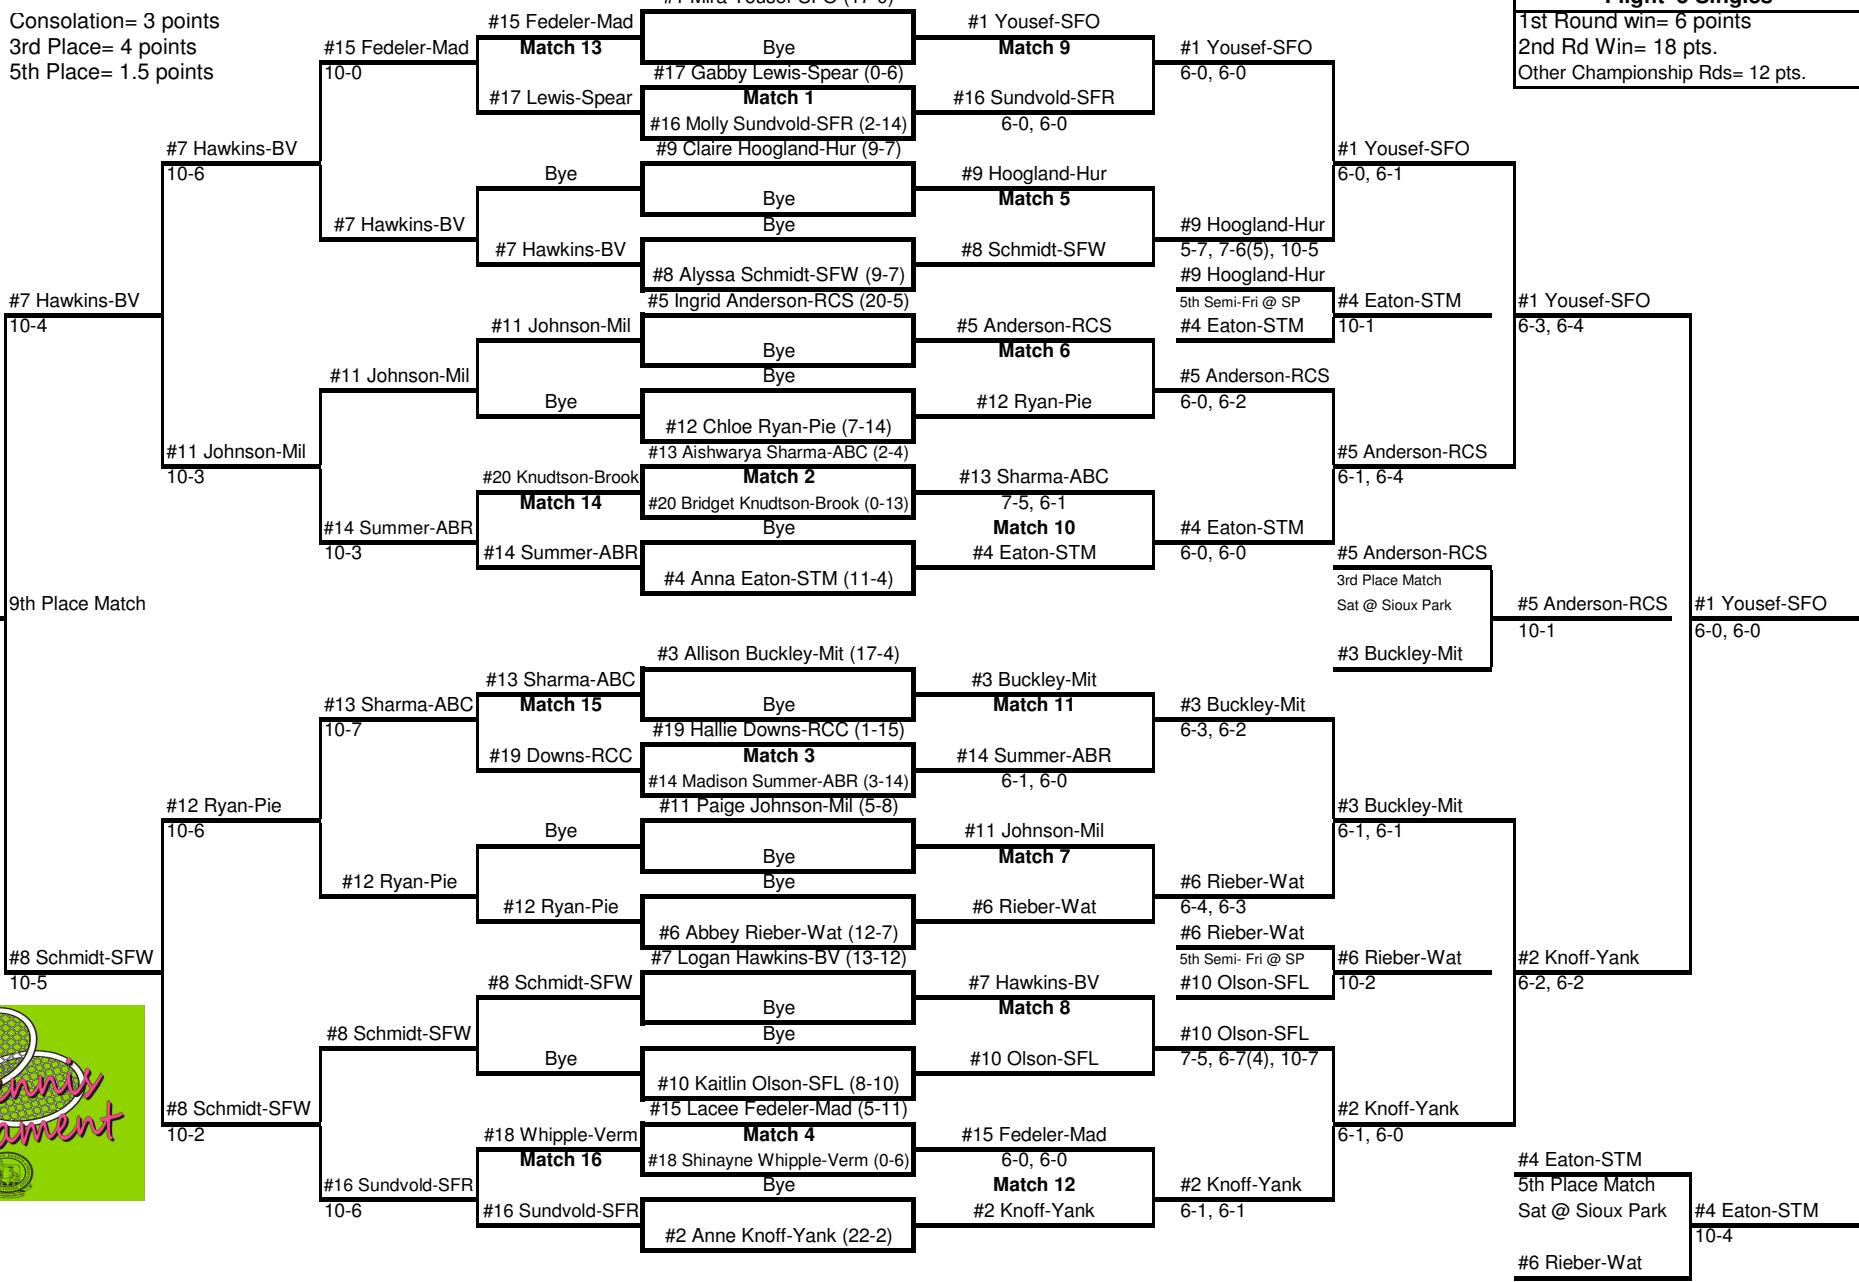 Consolation= 3 points
3rd Place= 4 points
5th Place= 1.5 points
1st Round win= 6 points
2nd Rd Win= 18 pts.
Other Championship Rds= 12 pts.
#7 Hawkins-BV
10-4
9th Place Match
#8 Schmidt-SFW
10-5
#7 Hawkins-BV
10-6
#11 Johnson-Mil
10-3
#12 Ryan-Pie
10-6
#8 Schmidt-SFW
10-2
#15 Fedeler-Mad
10-0
#7 Hawkins-BV
#11 Johnson-Mil
#14 Summer-ABR
10-3
#13 Sharma-ABC
10-7
#12 Ryan-Pie
#8 Schmidt-SFW
#16 Sundvold-SFR
10-6
#15 Fedeler-Mad
Match 13
#17 Lewis-Spear
Bye
#7 Hawkins-BV
#11 Johnson-Mil
Bye
#20 Knudtson-Brook
Match 14
#14 Summer-ABR
#13 Sharma-ABC
Match 15
#19 Downs-RCC
Bye
#12 Ryan-Pie
#8 Schmidt-SFW
Bye
#18 Whipple-Verm
Match 16
#16 Sundvold-SFR
Bye
#17 Gabby Lewis-Spear (0-6)
Match 1
#16 Molly Sundvold-SFR (2-14)
#9 Claire Hoogland-Hur (9-7)
Bye
Bye
#8 Alyssa Schmidt-SFW (9-7)
#5 Ingrid Anderson-RCS (20-5)
Bye
Bye
#12 Chloe Ryan-Pie (7-14)
#13 Aishwarya Sharma-ABC (2-4)
Match 2
#20 Bridget Knudtson-Brook (0-13)
Bye
#4 Anna Eaton-STM (11-4)
#3 Allison Buckley-Mit (17-4)
Bye
#19 Hallie Downs-RCC (1-15)
Match 3
#14 Madison Summer-ABR (3-14)
#11 Paige Johnson-Mil (5-8)
Bye
Bye
#6 Abbey Rieber-Wat (12-7)
#7 Logan Hawkins-BV (13-12)
Bye
Bye
#10 Kaitlin Olson-SFL (8-10)
#15 Lacee Fedeler-Mad (5-11)
Match 4
#18 Shinayne Whipple-Verm (0-6)
Bye
#2 Anne Knoff-Yank (22-2)
#1 Yousef-SFO
Match 9
#16 Sundvold-SFR
6-0, 6-0
#9 Hoogland-Hur
Match 5
#8 Schmidt-SFW
#5 Anderson-RCS
Match 6
#12 Ryan-Pie
#13 Sharma-ABC
7-5, 6-1
Match 10
#4 Eaton-STM
#3 Buckley-Mit
Match 11
#14 Summer-ABR
6-1, 6-0
#11 Johnson-Mil
Match 7
#6 Rieber-Wat
#7 Hawkins-BV
Match 8
#10 Olson-SFL
#15 Fedeler-Mad
6-0, 6-0
Match 12
#2 Knoff-Yank
#1 Yousef-SFO
6-0, 6-0
#9 Hoogland-Hur
5-7, 7-6(5), 10-5
#9 Hoogland-Hur
5th Semi-Fri @ SP
#4 Eaton-STM
#5 Anderson-RCS
6-0, 6-2
#4 Eaton-STM
6-0, 6-0
#3 Buckley-Mit
6-3, 6-2
#6 Rieber-Wat
6-4, 6-3
#6 Rieber-Wat
5th Semi- Fri @ SP
#10 Olson-SFL
#10 Olson-SFL
7-5, 6-7(4), 10-7
#2 Knoff-Yank
6-1, 6-1
#1 Yousef-SFO
6-0, 6-1
#4 Eaton-STM
10-1
#5 Anderson-RCS
6-1, 6-4
#5 Anderson-RCS
3rd Place Match
Sat @ Sioux Park
#3 Buckley-Mit
#3 Buckley-Mit
6-1, 6-1
#6 Rieber-Wat
10-2
#2 Knoff-Yank
6-1, 6-0
#1 Yousef-SFO
6-3, 6-4
#5 Anderson-RCS
10-1
#2 Knoff-Yank
6-2, 6-2
#4 Eaton-STM
5th Place Match
Sat @ Sioux Park
#6 Rieber-Wat
#1 Yousef-SFO
6-0, 6-0
#4 Eaton-STM
10-4